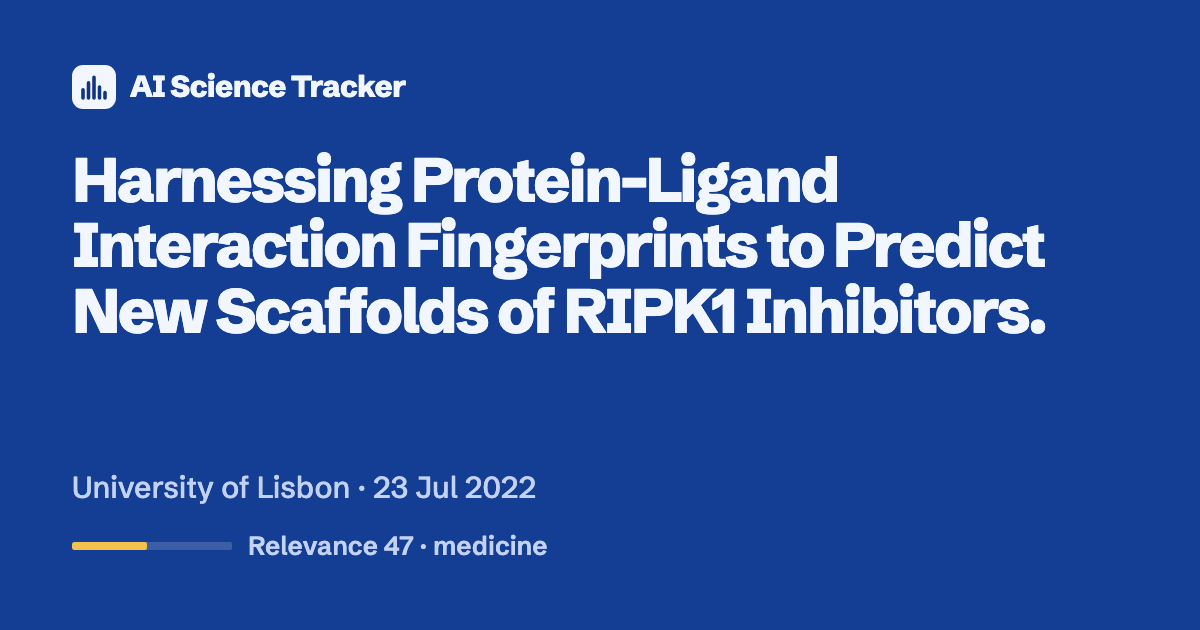 AI Science Tracker
Harnessing Protein-Ligand
Interaction Fingerprints to Predict
New Scaffolds of RIPK1 Inhibitors.
University of Lisbon · 23 Jul 2022
Relevance 47 · medicine